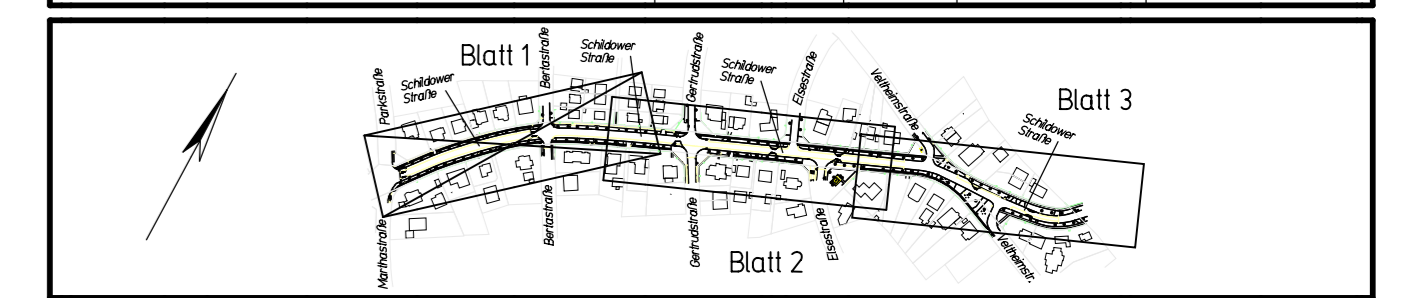 Blatt 1
Parkstraße
Schildower
Straße
Bertastraße
Schildower
Straße
Gertrudstraße
Schildower
Straße
Elsestraße
Veltheimstraße
Blatt 3
Schildower
Straße
Marthastraße
Bertastraße
Gertrudstraße
Blatt 2
Elsestraße
Veltheimstr.